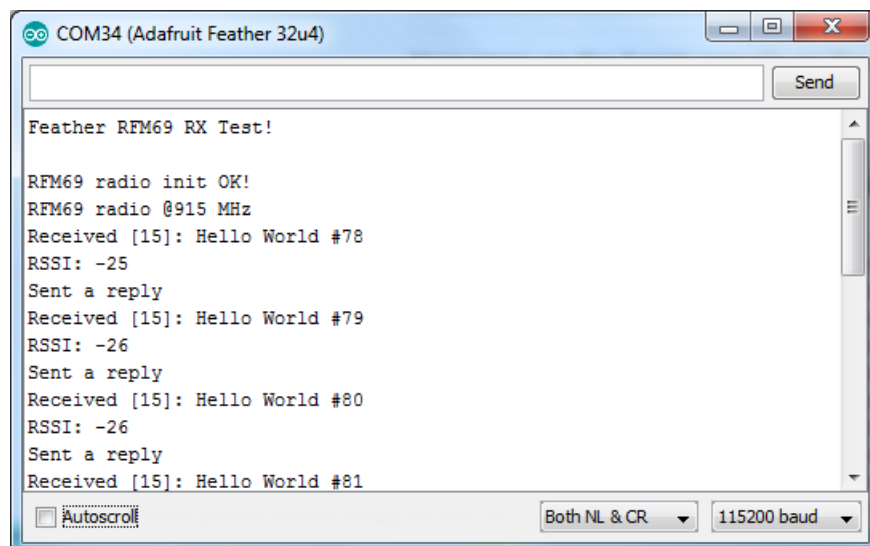 COM34 (Adafruit Feather 32u4)
Send
Feather RFM69 RX Test!
RFM69 radio init OK!
RFM69 radio @915 MHz
Received [15]: Hello World #78
RSSI: -25
Sent a reply
Received [15]: Hello World #79
RSSI: -26
Sent a reply
Received [15]: Hello World #80
RSSI: -26
Sent a reply
Received [15]: Hello World #81
Autoscroll Both NL & CR 115200 baud